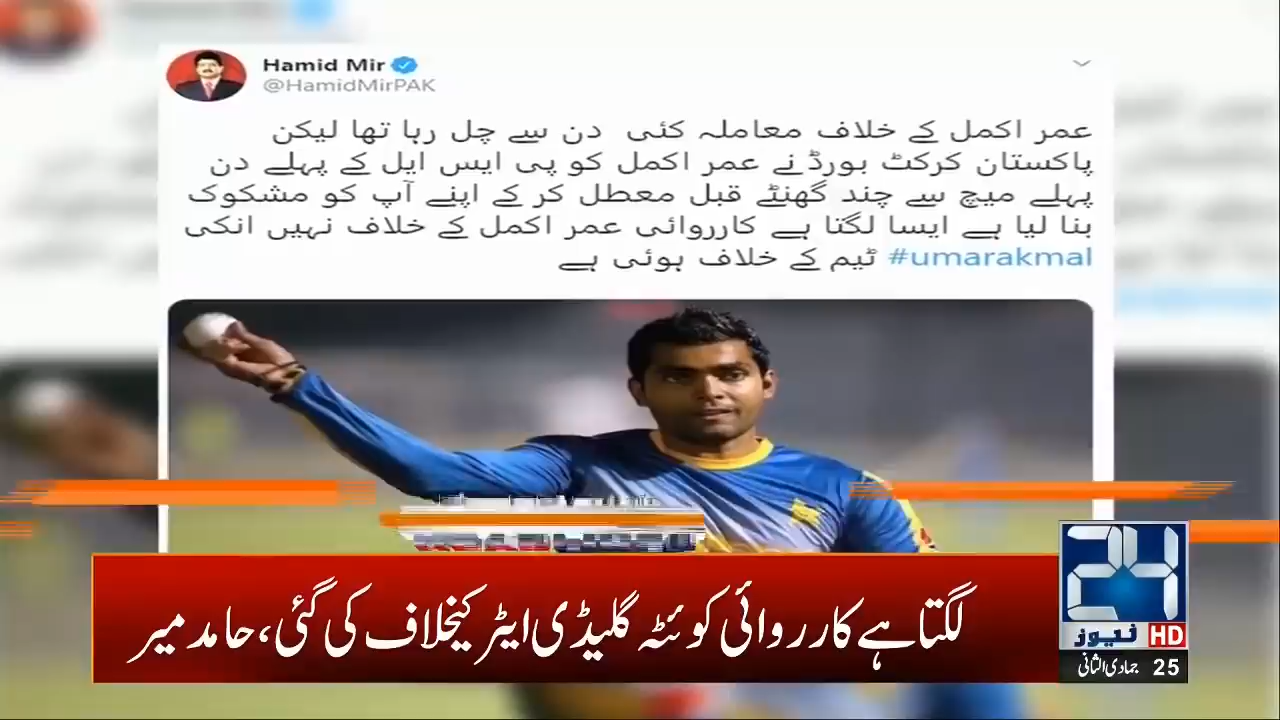 Hamid Mir
@HamidMirPAK
عمر اکمل کے خلاف معاملہ کئی دن سے چل رہا تھا لیکن
پاکستان کرکٹ بورڈ نے عمر اکمل کو پی ایس ایل کے پہلے دن
پہلے میچ سے چند گھنٹے قبل معطل کر کے اپنے آپ کو مشکوک
بنا لیا ہے ایسا لگتا ہے کارروائی عمر اکمل کے خلاف نہیں انکی
ٹیم کے خلاف ہوئی ہے #umarakmal
لگتا ہے کارروائی کوئٹہ گلیڈی ایٹر کیخلاف کی گئی، حامد میر
24
نیوز HD
25 جمادی الثانی